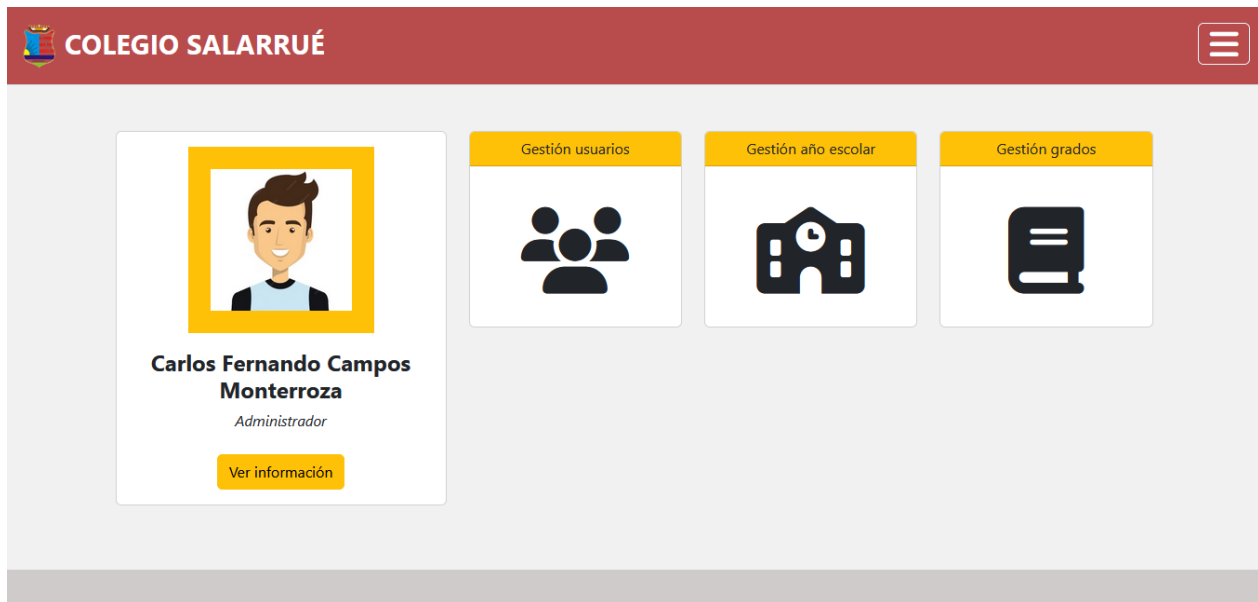 COLEGIO SALARRUÉ
Gestión usuarios
Gestión año escolar
Gestión grados
Carlos Fernando Campos
Monterroza
Administrador
Ver información